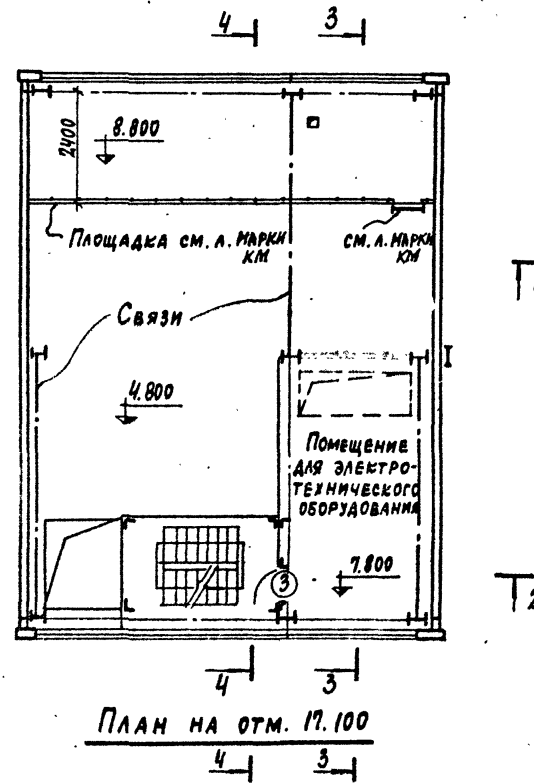 4 3
8.800
2400
Площадка см. л. марки
КМ
см. л. марки
КМ
Связи
4.800
Помещение
для электро-
технического
оборудования
3
7.800
2
4 3
План на отм. 17.100
4 3